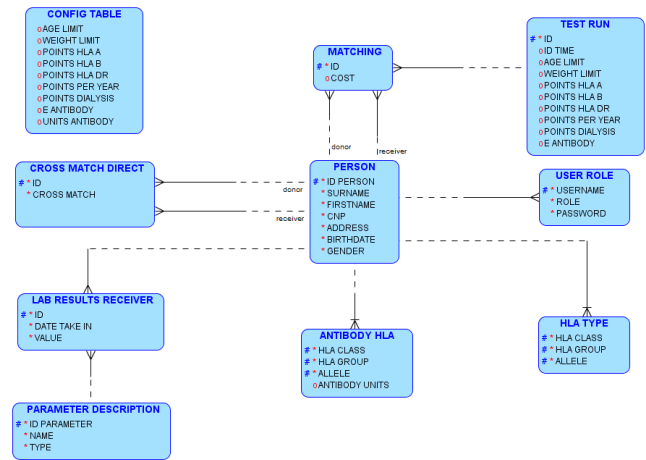 CONFIG TABLE
o AGE LIMIT
o WEIGHT LIMIT
o POINTS HLA A
o POINTS HLA B
o POINTS HLA DR
o POINTS PER YEAR
o POINTS DIALYSIS
o E ANTIBODY
o UNITS ANTIBODY
MATCHING
# * ID
o COST
TEST RUN
# * ID
o ID TIME
o AGE LIMIT
o WEIGHT LIMIT
o POINTS HLA A
o POINTS HLA B
o POINTS HLA DR
o POINTS PER YEAR
o POINTS DIALYSIS
o E ANTIBODY
donor
receiver
CROSS MATCH DIRECT
# * ID
* CROSS MATCH
donor
receiver
PERSON
# * ID PERSON
* SURNAME
* FIRSTNAME
* CNP
* ADDRESS
* BIRTHDATE
* GENDER
USER ROLE
# * USERNAME
* ROLE
* PASSWORD
LAB RESULTS RECEIVER
# * ID
* DATE TAKE IN
* VALUE
ANTIBODY HLA
# * HLA CLASS
# * HLA GROUP
# * ALLELE
o ANTIBODY UNITS
HLA TYPE
# * HLA CLASS
# * HLA GROUP
# * ALLELE
PARAMETER DESCRIPTION
# * ID PARAMETER
* NAME
* TYPE